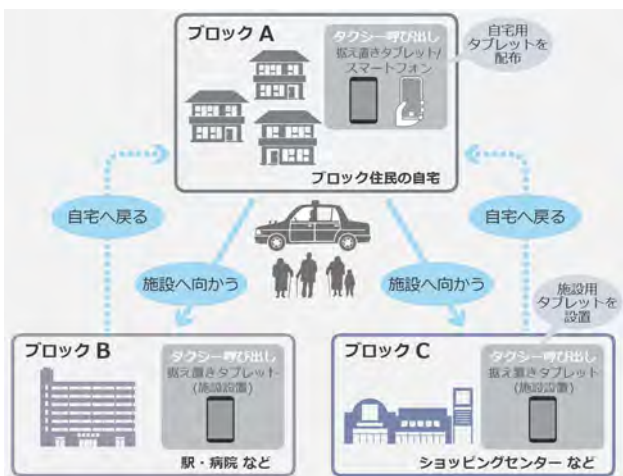 ブロック A
タクシー呼び出し
据え置きタブレット/
スマートフォン
自宅用
タブレットを
配布
ブロック住民の自宅
自宅へ戻る
自宅へ戻る
施設へ向かう
施設へ向かう
施設用
タブレットを
設置
ブロック B
タクシー呼び出し
据え置きタブレット
(施設設置)
駅・病院 など
ブロック C
タクシー呼び出し
据え置きタブレット
(施設設置)
ショッピングセンター など